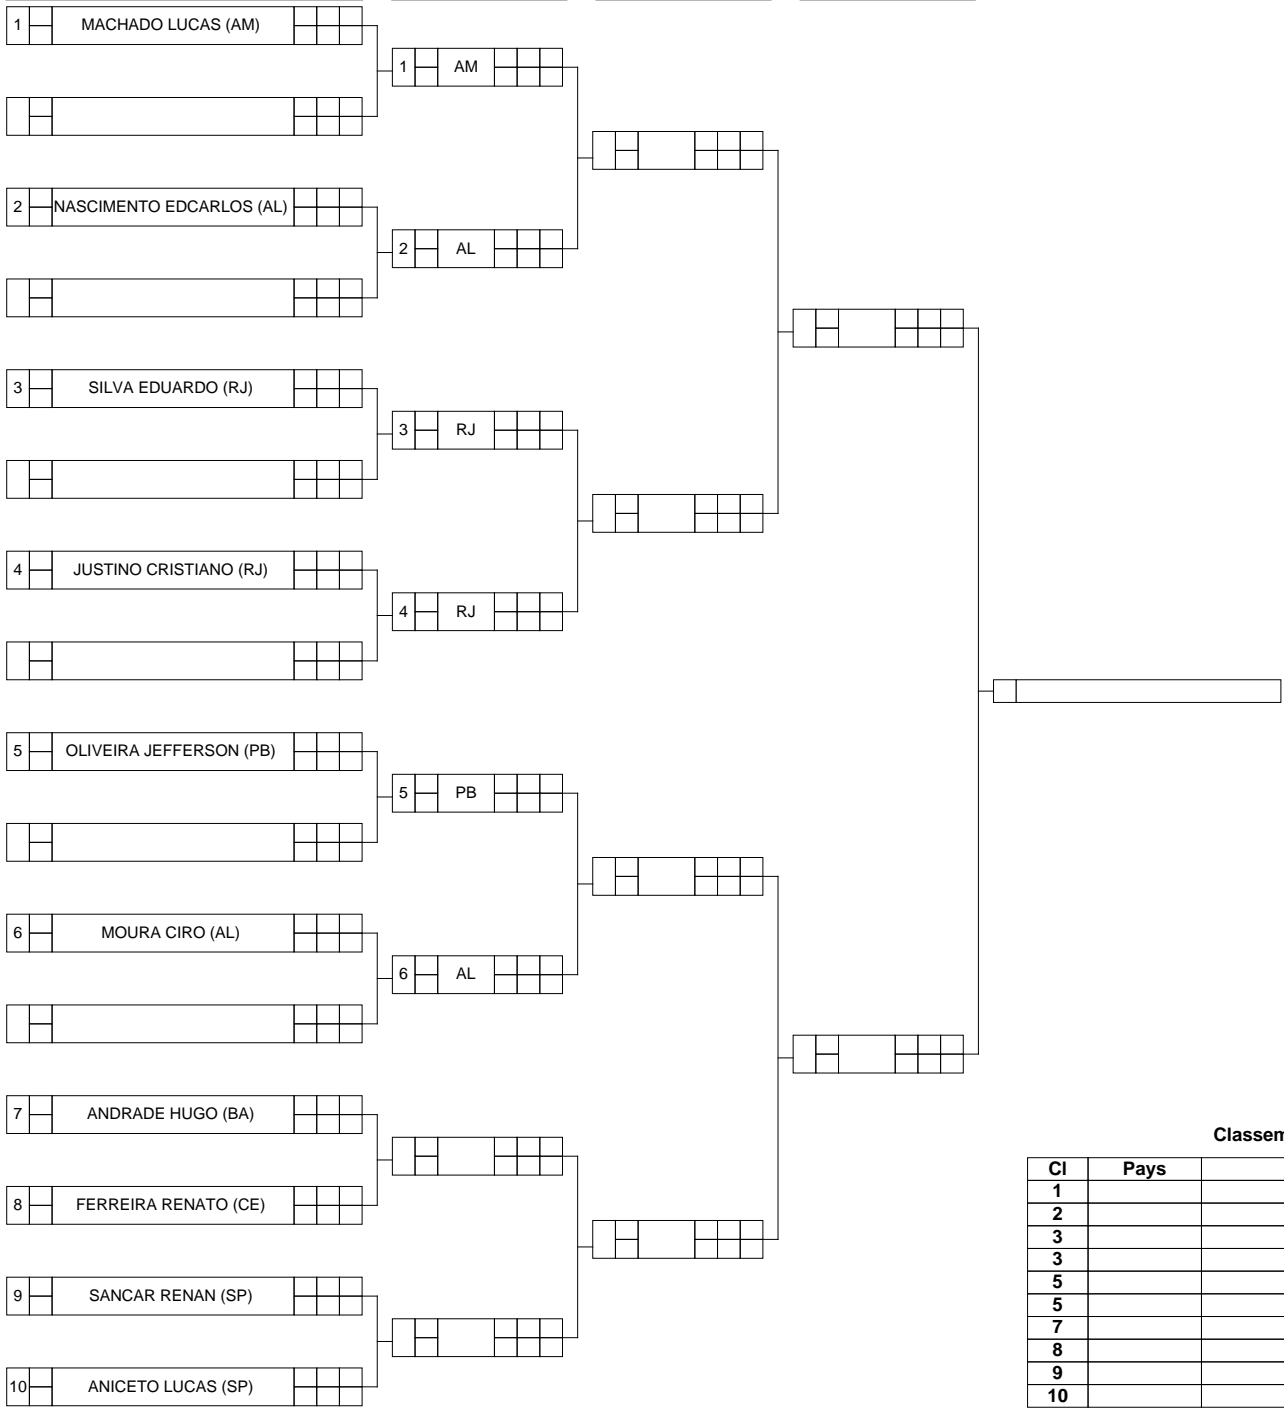 1 MACHADO LUCAS (AM)
1 AM
2 NASCIMENTO EDCARLOS (AL)
2 AL
3 SILVA EDUARDO (RJ)
3 RJ
4 JUSTINO CRISTIANO (RJ)
4 RJ
5 OLIVEIRA JEFFERSON (PB)
5 PB
6 MOURA CIRO (AL)
6 AL
7 ANDRADE HUGO (BA)
8 FERREIRA RENATO (CE)
9 SANCAR RENAN (SP)
10 ANICETO LUCAS (SP)
Classem
Cl Pays
1
2
3
3
5
5
7
8
9
10